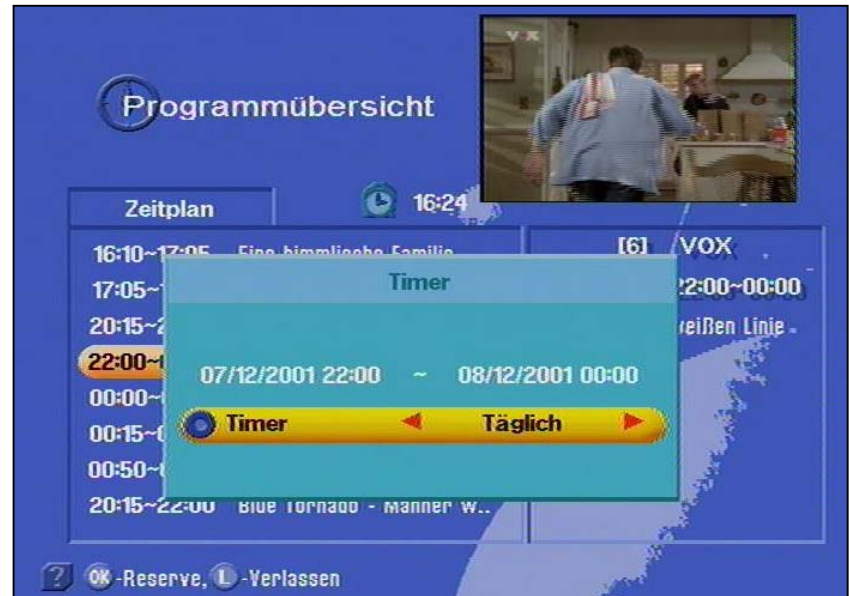 VOX
Programmübersicht
Zeitplan
16:24
16:10~17:05 Eine himmlische Familie
[6] VOX
17:05~
22:00~00:00
20:15~2
weißen Linie
22:00~
00:00~
00:15~
00:50~
20:15~22:00 Blue Tornado - Männer W..
Timer
07/12/2001 22:00 ~ 08/12/2001 00:00
Timer Täglich
? OK -Reserve, L -Verlassen